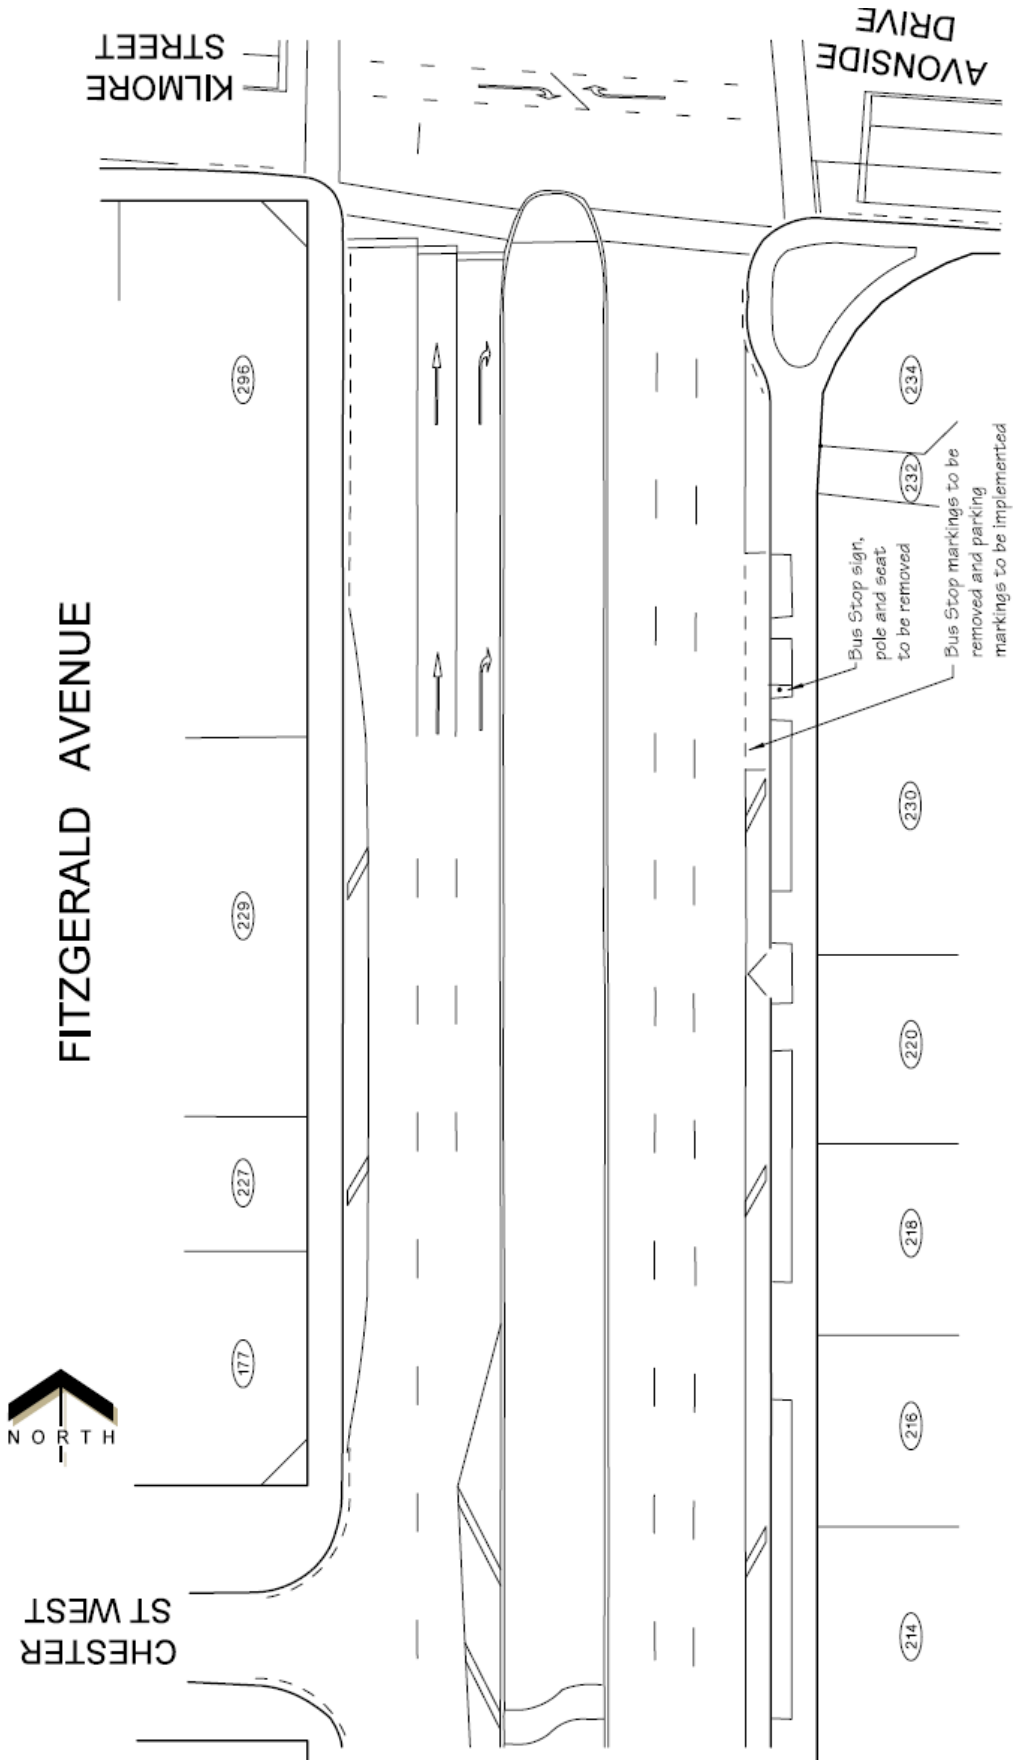 KILMORE
STREET
AVONSIDE
DRIVE
FITZGERALD AVENUE
296
234
232
Bus Stop sign,
pole and seat
to be removed
Bus Stop markings to be
removed and parking
markings to be implemented
229
230
220
227
218
177
216
NORTH
CHESTER
ST WEST
214